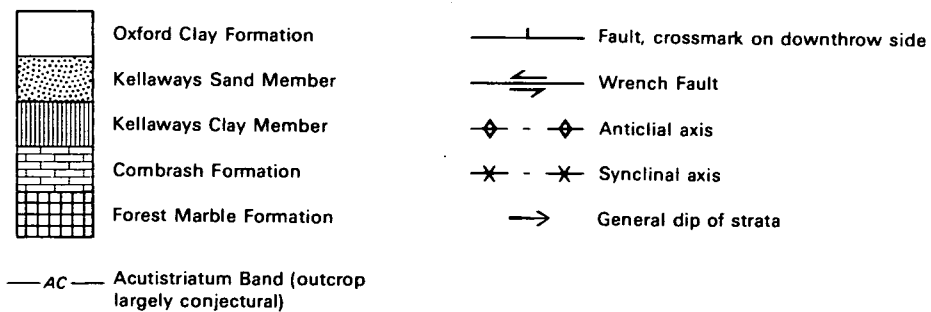 Oxford Clay Formation
Kellaways Sand Member
Kellaways Clay Member
Cornbrash Formation
Forest Marble Formation
AC
Acutistriatum Band (outcrop
largely conjectural)
Fault, crossmark on downthrow side
Wrench Fault
Anticlial axis
Synclinal axis
General dip of strata